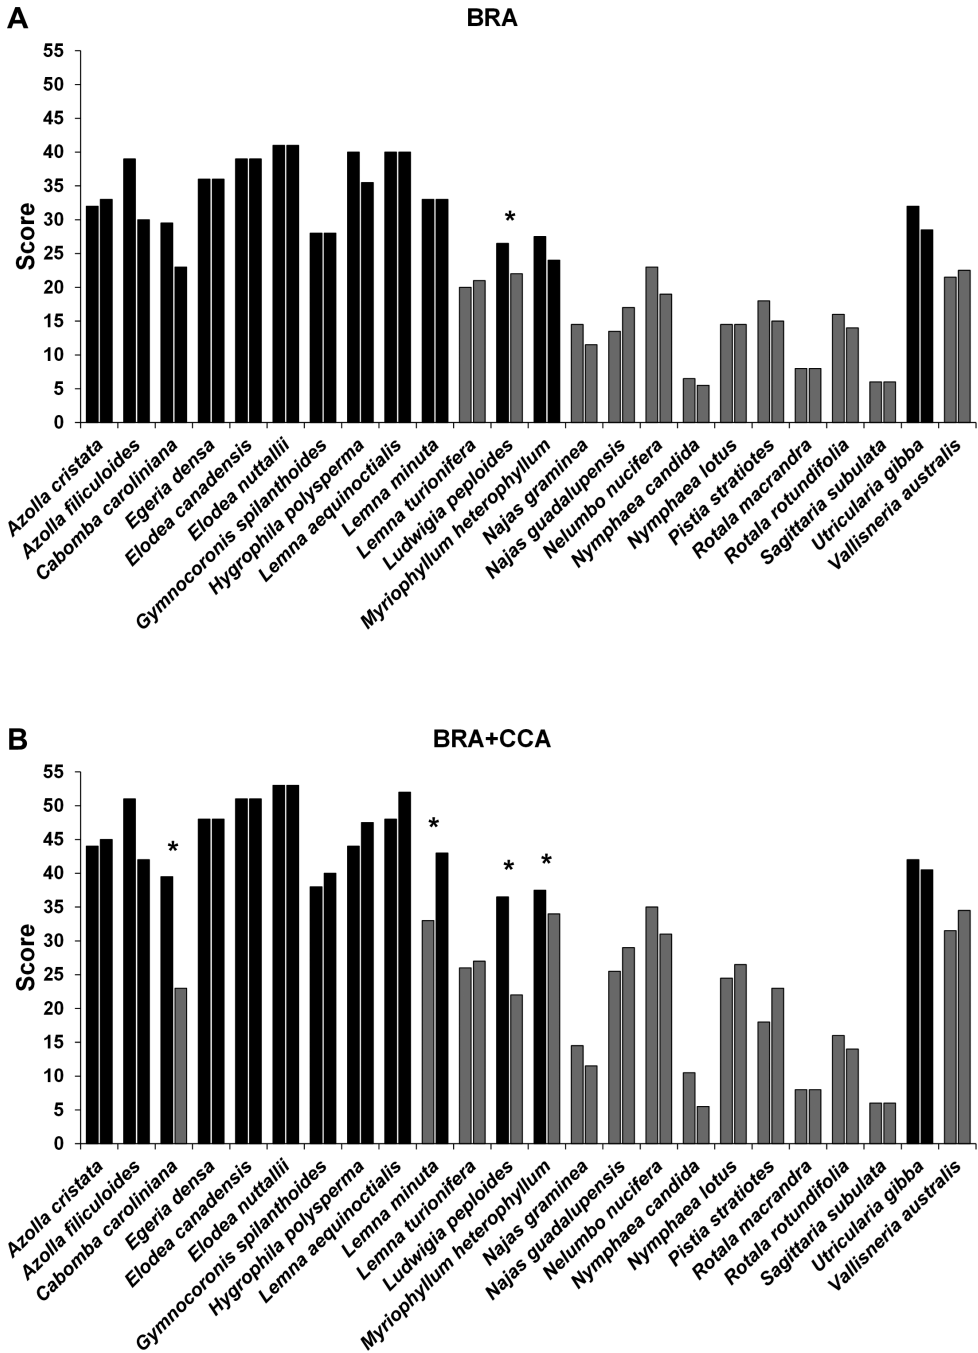 A
BRA
55
50
45
40
35
30
25
20
15
10
5
0
Score
*
Azolla cristata
Azolla filiculoides
Cabomba caroliniana
Egeria densa
Elodea canadensis
Elodea nuttallii
Gymnocoronis spilanthoides
Hygrophila polysperma
Lemna aequinoctialis
Lemna minuta
Lemna turionifera
Ludwigia peploides
Myriophyllum heterophyllum
Najas graminea
Najas guadalupensis
Nelumbo nucifera
Nymphaea candida
Nymphaea lotus
Pistia stratiotes
Rotala macrandra
Rotala rotundifolia
Sagittaria subulata
Utricularia gibba
Vallisneria australis
B
BRA+CCA
55
50
45
40
35
30
25
20
15
10
5
0
Score
*
*
*
*
Azolla cristata
Azolla filiculoides
Cabomba caroliniana
Egeria densa
Elodea canadensis
Elodea nuttallii
Gymnocoronis spilanthoides
Hygrophila polysperma
Lemna aequinoctialis
Lemna minuta
Lemna turionifera
Ludwigia peploides
Myriophyllum heterophyllum
Najas graminea
Najas guadalupensis
Nelumbo nucifera
Nymphaea candida
Nymphaea lotus
Pistia stratiotes
Rotala macrandra
Rotala rotundifolia
Sagittaria subulata
Utricularia gibba
Vallisneria australis